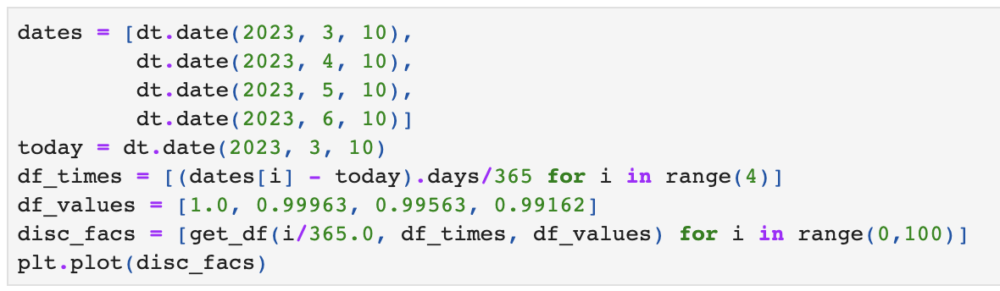 dates = [dt.date(2023, 3, 10),
         dt.date(2023, 4, 10),
         dt.date(2023, 5, 10),
         dt.date(2023, 6, 10)]
today = dt.date(2023, 3, 10)
df_times = [(dates[i] - today).days/365 for i in range(4)]
df_values = [1.0, 0.99963, 0.99563, 0.99162]
disc_facs = [get_df(i/365.0, df_times, df_values) for i in range(0,100)]
plt.plot(disc_facs)